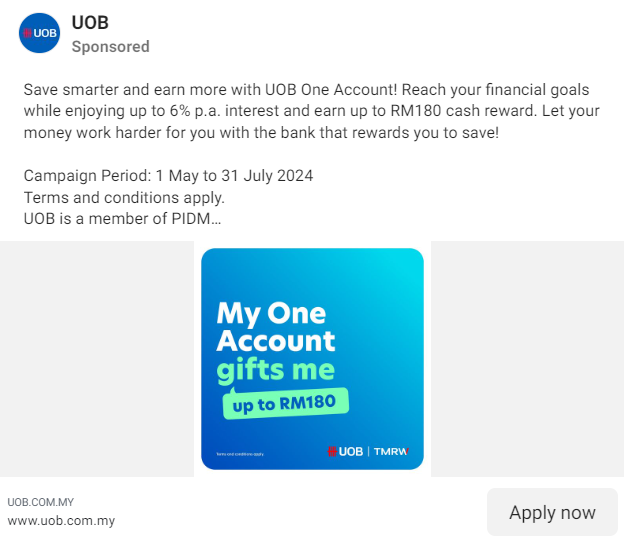 UOB
UOB
Sponsored
Save smarter and earn more with UOB One Account! Reach your financial goals
while enjoying up to 6% p.a. interest and earn up to RM180 cash reward. Let your
money work harder for you with the bank that rewards you to save!
Campaign Period: 1 May to 31 July 2024
Terms and conditions apply.
UOB is a member of PIDM...
My One
Account
gifts me
up to RM180
Terms and conditions apply.
UOB | TMRW
UOB.COM.MY
www.uob.com.my
Apply now